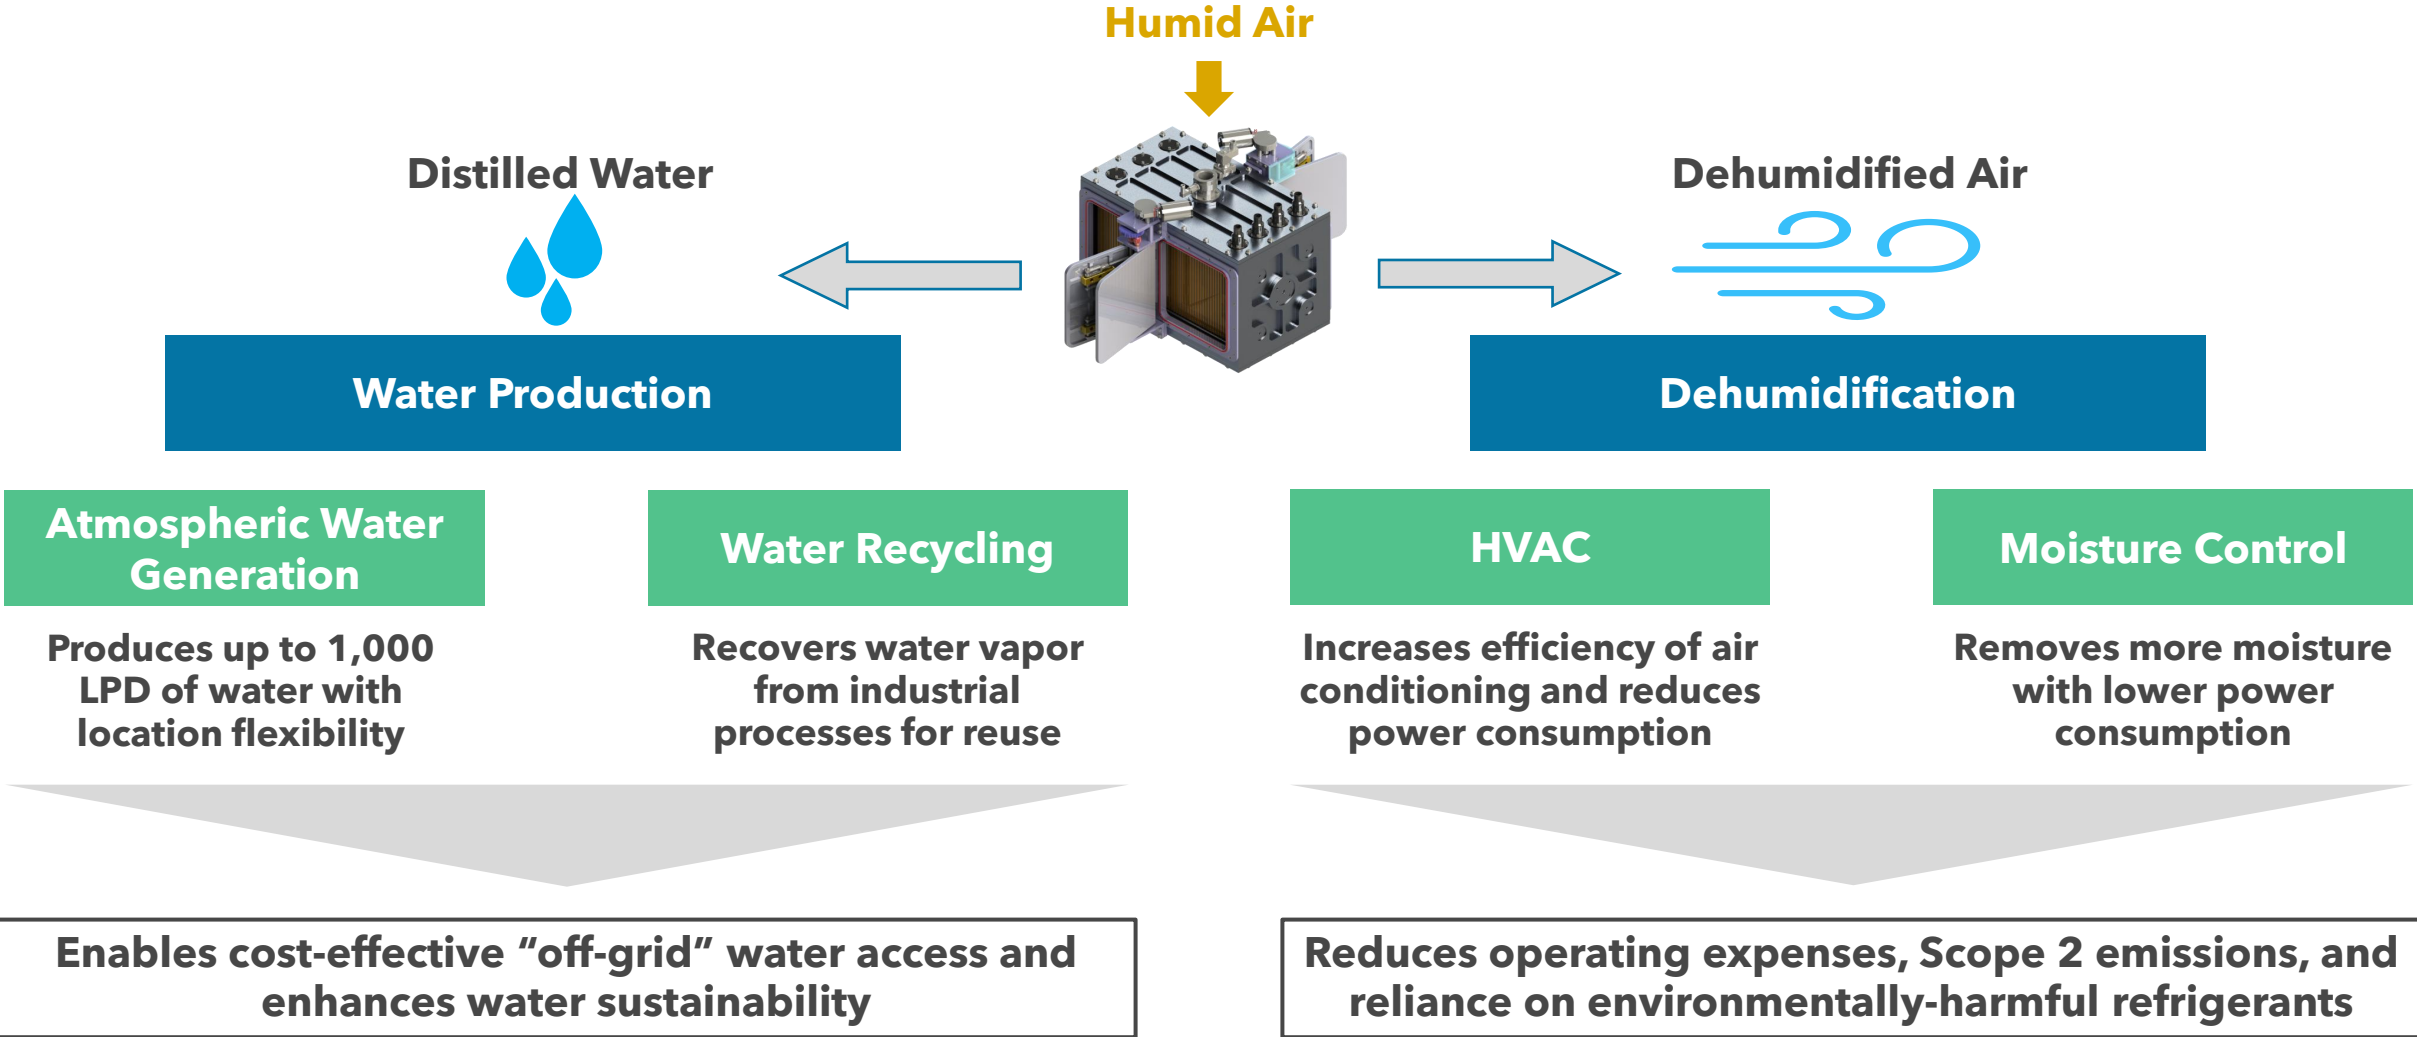 Humid Air
Distilled Water
Dehumidified Air
Water Production
Dehumidification
Atmospheric Water
Generation
Produces up to 1,000
LPD of water with
location flexibility
Water Recycling
Recovers water vapor
from industrial
processes for reuse
HVAC
Increases efficiency of air
conditioning and reduces
power consumption
Moisture Control
Removes more moisture
with lower power
consumption
Enables cost-effective “off-grid” water access and
enhances water sustainability
Reduces operating expenses, Scope 2 emissions, and
reliance on environmentally-harmful refrigerants